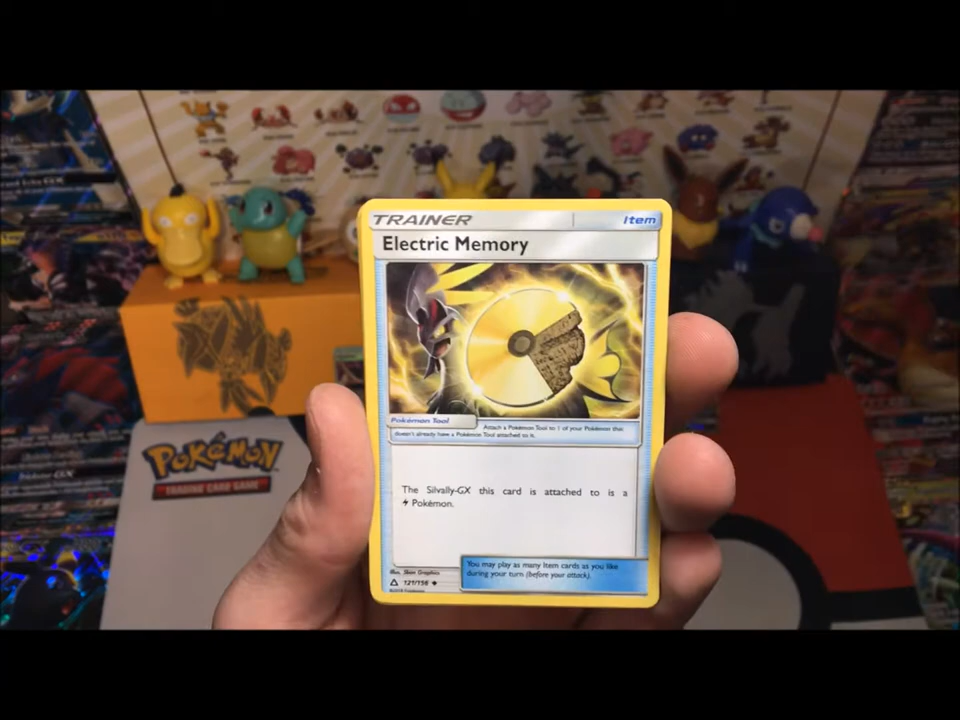 TRAINER Item
Electric Memory
Pokémon Tool
Attach a Pokémon Tool to 1 of your Pokémon that
doesn't already have a Pokémon Tool attached to it.
The Silvally-GX this card is attached to is a
Pokémon.
You may play as many Item cards as you like
during your turn (before your attack).
Illus. 5ban Graphics
121/156
©2018 Pokémon
POKÉMON
TRADING CARD GAME